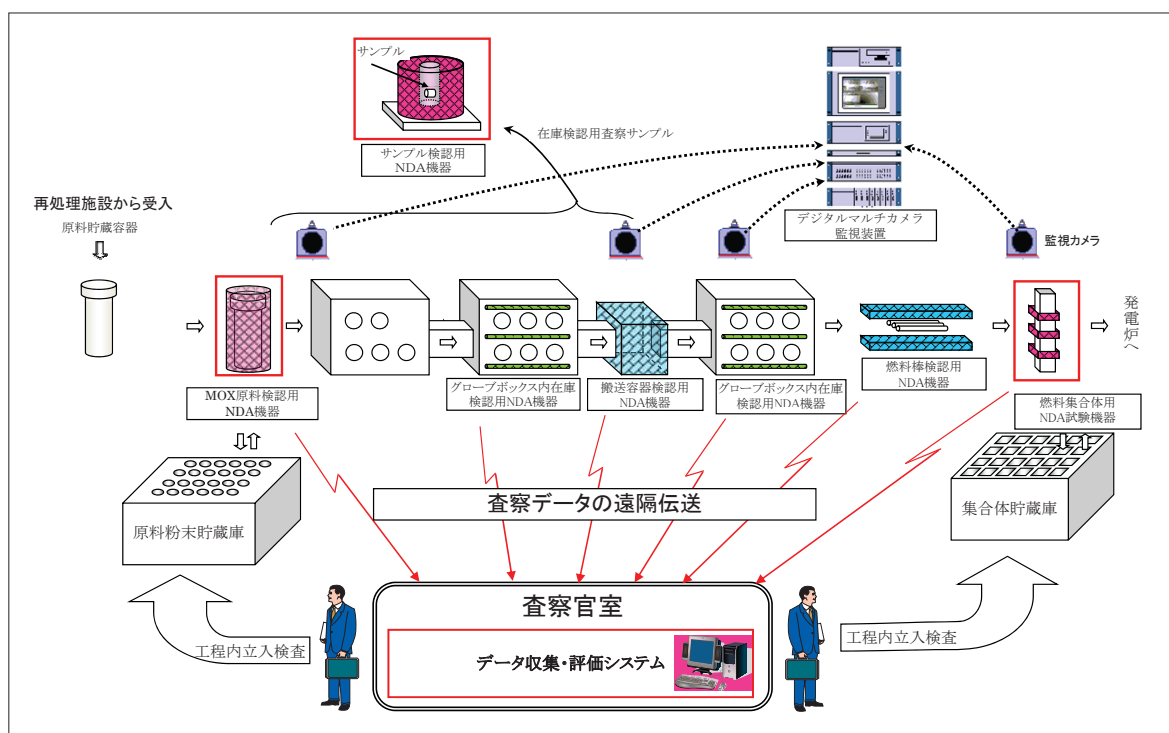 サンプル
サンプル検認用
NDA機器
在庫検認用査察サンプル
デジタルマルチカメラ
監視装置
再処理施設から受入
原料貯蔵容器
監視カメラ
発電炉へ
MOX原料検認用
NDA機器
グローブボックス内在庫
検認用NDA機器
搬送容器検認用
NDA機器
グローブボックス内在庫
検認用NDA機器
燃料棒検認用
NDA機器
燃料集合体用
NDA試験機器
原料粉末貯蔵庫
査察データの遠隔伝送
集合体貯蔵庫
査察官室
工程内立入検査
データ収集・評価システム
工程内立入検査